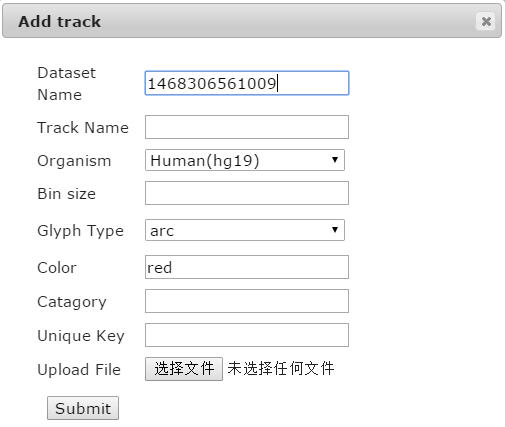 Add track
Dataset
Name
1468306561009
Track Name
Organism
Human(hg19)
Bin size
Glyph Type
arc
Color
red
Catagory
Unique Key
Upload File
选择文件 未选择任何文件
Submit